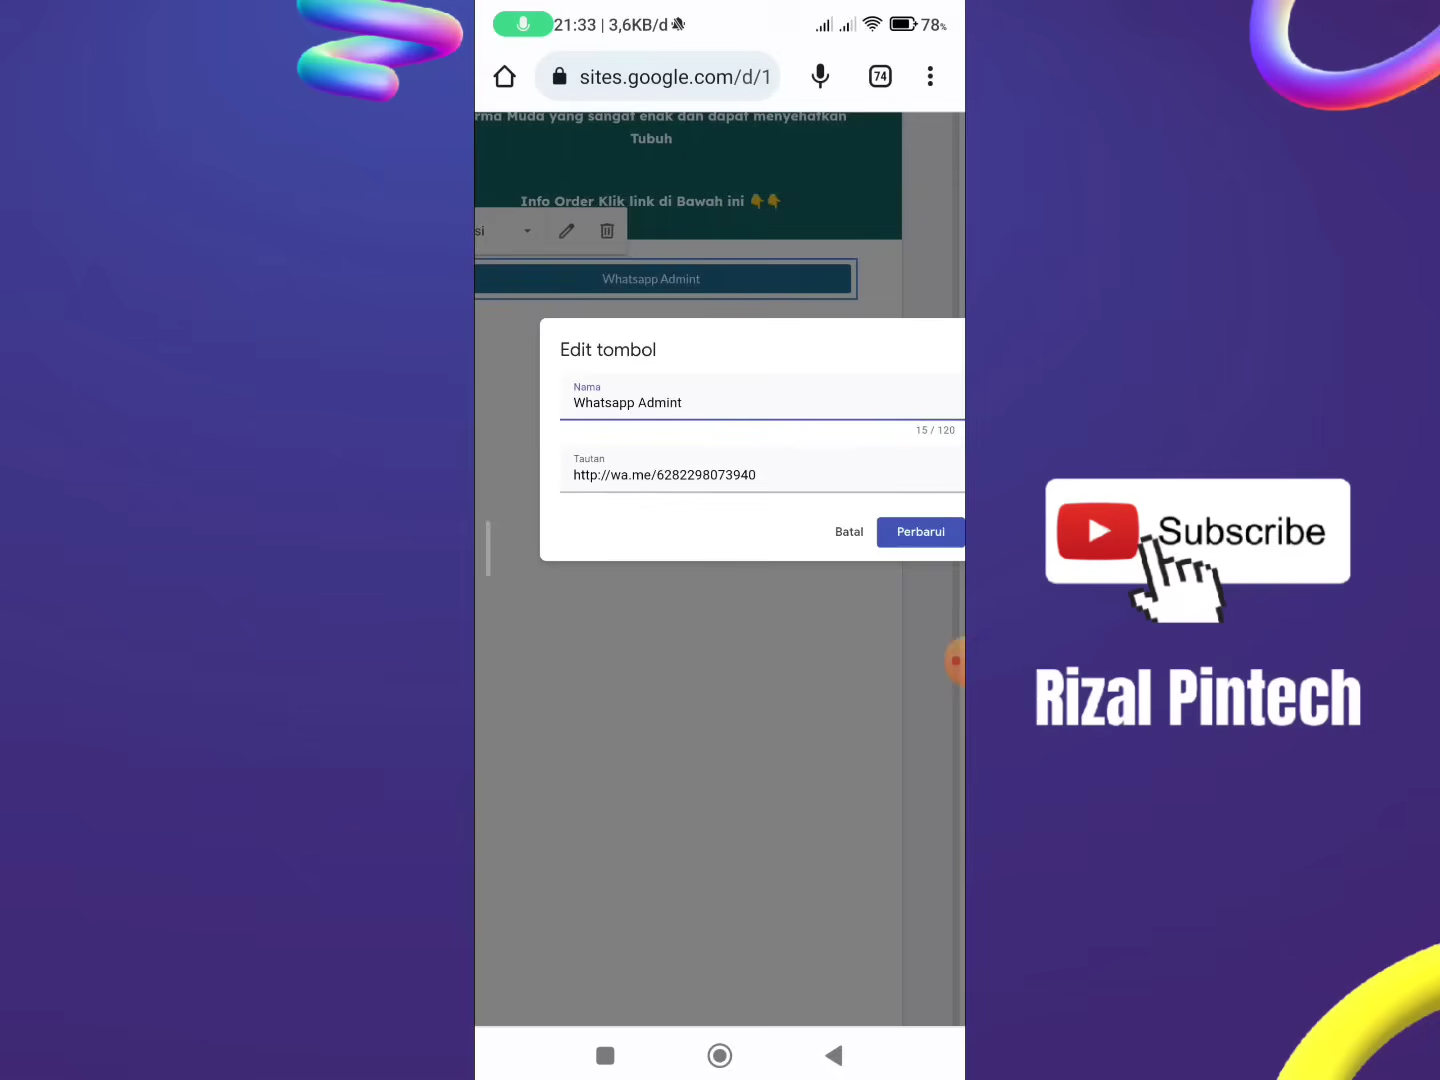 21:33 | 3,6KB/d
78%
sites.google.com/d/1
74
rma Muda yang sangat enak dan dapat menyehatkan
Tubuh
Info Order Klik link di Bawah ini 👇👇
si
Whatsapp Admint
Edit tombol
Nama
Whatsapp Admint
15 / 120
Tautan
http://wa.me/6282298073940
Batal
Perbarui
Subscribe
Rizal Pintech